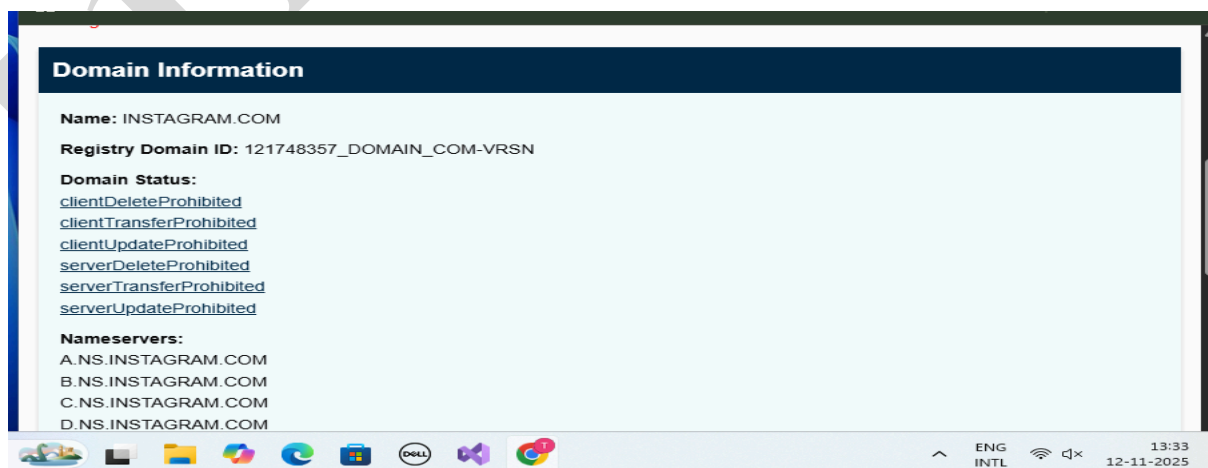 Domain Information
Name: INSTAGRAM.COM
Registry Domain ID: 121748357_DOMAIN_COM-VRSN
Domain Status:
clientDeleteProhibited
clientTransferProhibited
clientUpdateProhibited
serverDeleteProhibited
serverTransferProhibited
serverUpdateProhibited
Nameservers:
A.NS.INSTAGRAM.COM
B.NS.INSTAGRAM.COM
C.NS.INSTAGRAM.COM
D.NS.INSTAGRAM.COM
DELL
T
ENG
INTL
13:33
12-11-2025